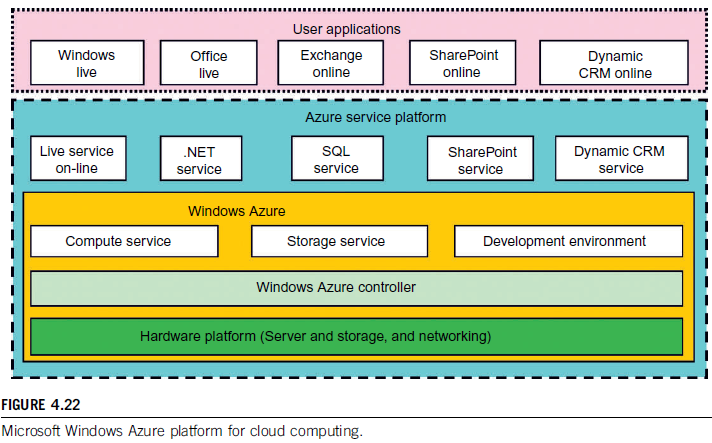 User applications
Windows
live
Office
live
Exchange
online
SharePoint
online
Dynamic
CRM online
Azure service platform
Live service
on-line
.NET
service
SQL
service
SharePoint
service
Dynamic CRM
service
Windows Azure
Compute service
Storage service
Development environment
Windows Azure controller
Hardware platform (Server and storage, and networking)
FIGURE 4.22
Microsoft Windows Azure platform for cloud computing.